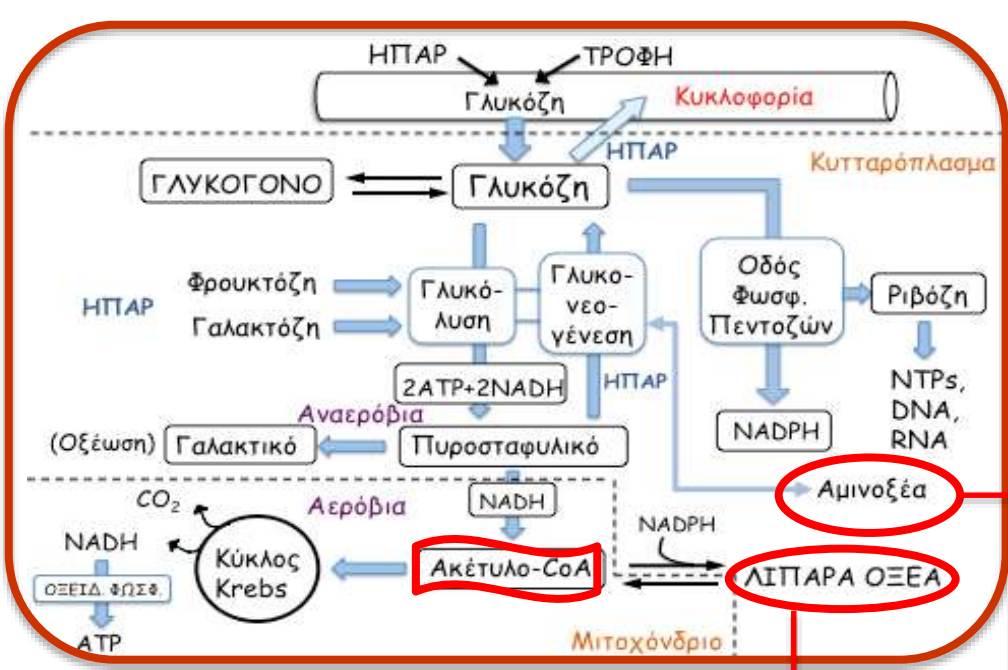 ΗΠΑΡ
ΤΡΟΦΗ
Γλυκόζη
Κυκλοφορία
ΗΠΑΡ
Κυτταρόπλασμα
ΓΛΥΚΟΓΟΝΟ
Γλυκόζη
Φρουκτόζη
Γαλακτόζη
ΗΠΑΡ
Γλυκό-
λυση
Γλυκο-
νεο-
γένεση
Οδός
Φωσφ.
Πεντοζών
Ριβόζη
2ATP+2NADH
ΗΠΑΡ
NTPs,
DNA,
RNA
NADPH
Αναερόβια
(Οξέωση)
Γαλακτικό
Πυροσταφυλικό
Αμινοξέα
CO2
Αερόβια
NADH
NADPH
NADH
Κύκλος
Krebs
Ακέτυλο-CoA
ΛΙΠΑΡΑ ΟΞΕΑ
ΟΞΕΙΔ. ΦΩΣΦ.
ATP
Μιτοχόνδριο